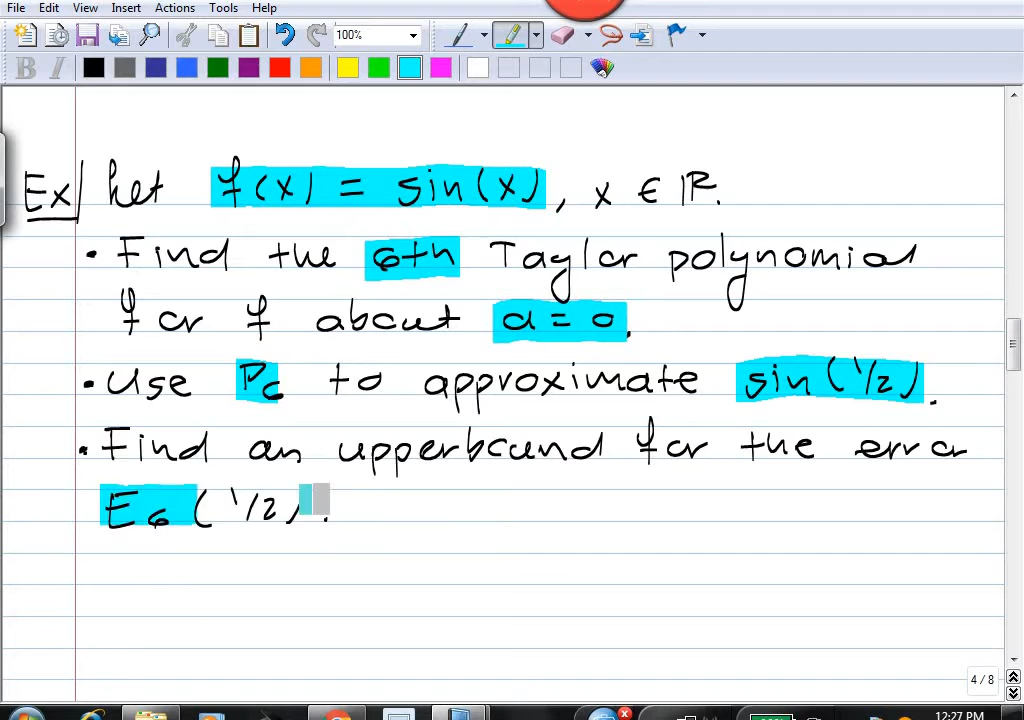 File Edit View Insert Actions Tools Help
100%
B I
Ex/ Let f(x) = sin(x), x ∈ ℝ.
• Find the 6th Taylor polynomial
for f about a = 0.
• Use P₆ to approximate sin(1/2).
• Find an upperbound for the error
E₆(1/2).
4 / 8
12:27 PM